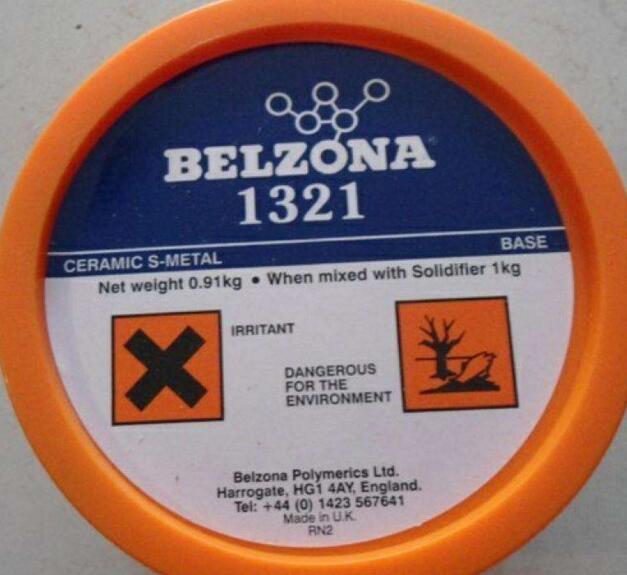 BELZONA
1321
CERAMIC S-METAL BASE
Net weight 0.91kg • When mixed with Solidifier 1kg
IRRITANT
DANGEROUS
FOR THE
ENVIRONMENT
Belzona Polymerics Ltd.
Harrogate, HG1 4AY, England.
Tel: +44 (0) 1423 567641
Made in U.K.
RN2